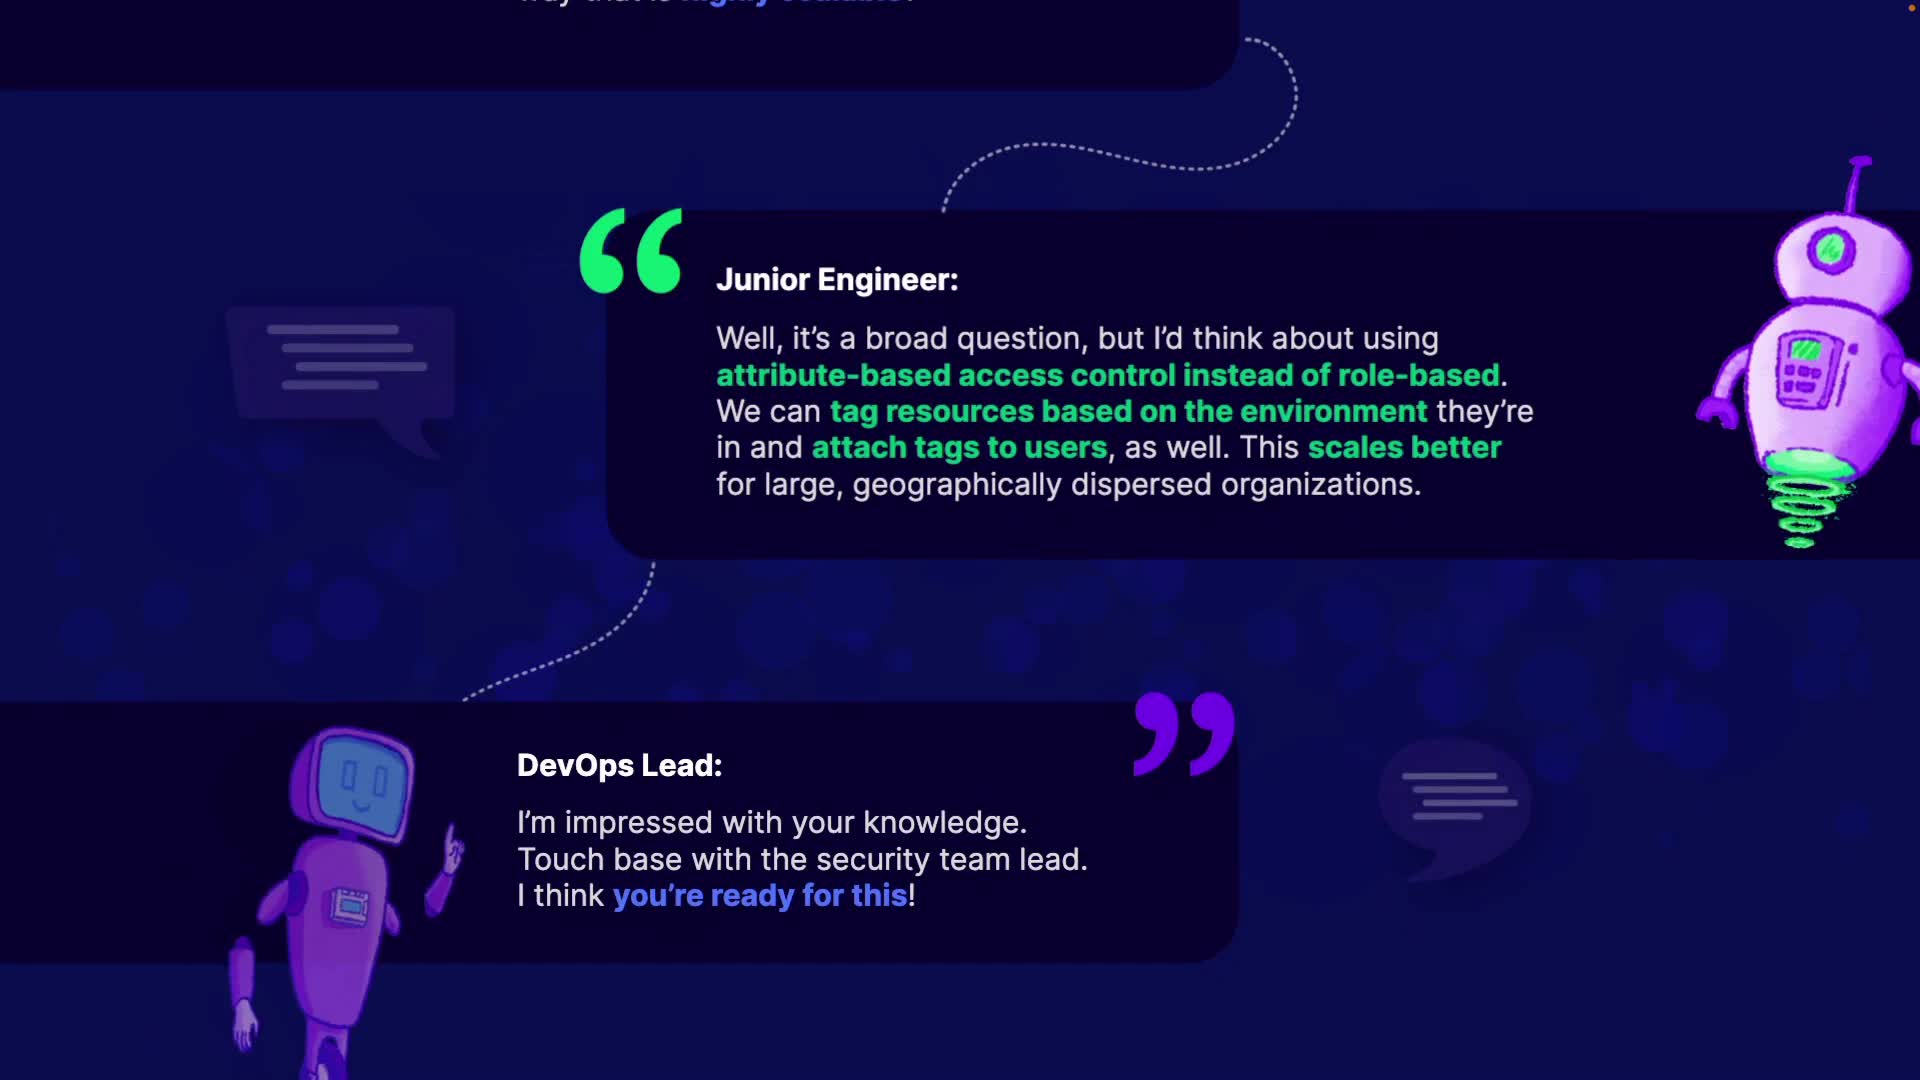 Junior Engineer:
Well, it’s a broad question, but I’d think about using
attribute-based access control instead of role-based.
We can tag resources based on the environment they’re
in and attach tags to users, as well. This scales better
for large, geographically dispersed organizations.
DevOps Lead:
I’m impressed with your knowledge.
Touch base with the security team lead.
I think you’re ready for this!